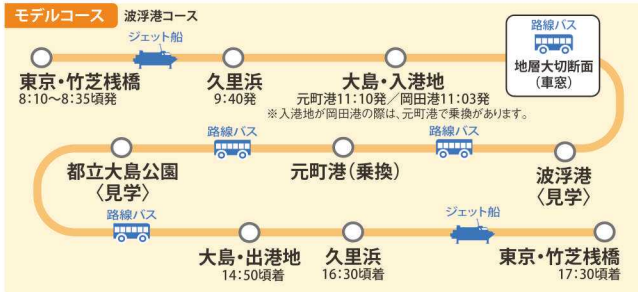 モデルコース 波浮港コース
ジェット船
路線バス
地層大切断面
(車窓)
東京・竹芝桟橋
8:10～8:35頃発
久里浜
9:40発
大島・入港地
元町港11:10発／岡田港11:03発
※入港地が岡田港の際は、元町港で乗換があります。
路線バス
路線バス
都立大島公園
〈見学〉
元町港(乗換)
波浮港
〈見学〉
路線バス
ジェット船
大島・出港地
14:50頃着
久里浜
16:30頃着
東京・竹芝桟橋
17:30頃着